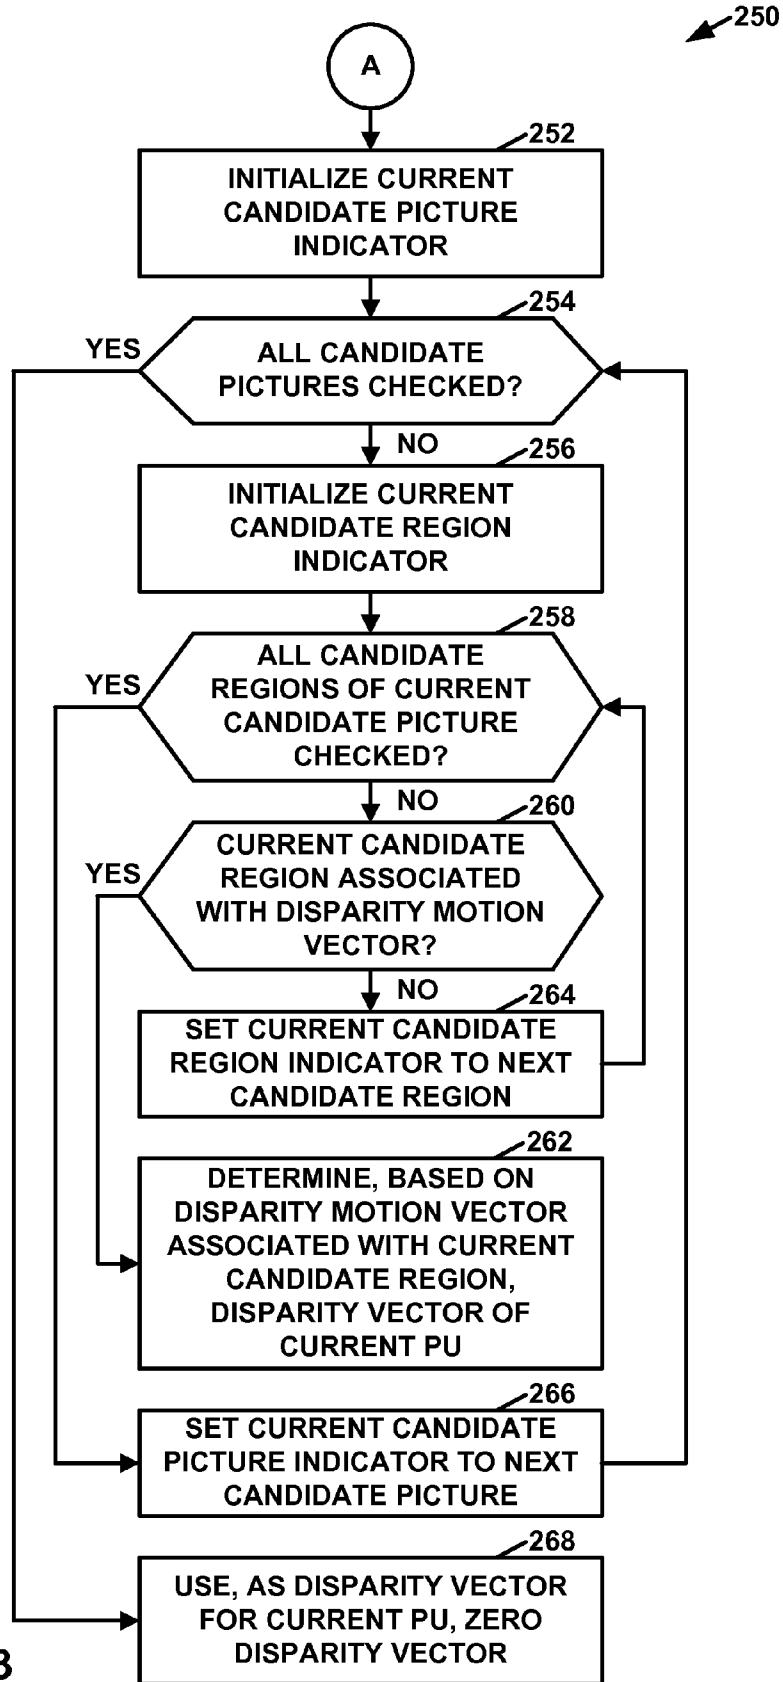 250
A
252
INITIALIZE CURRENT
CANDIDATE PICTURE
INDICATOR
254
YES
ALL CANDIDATE
PICTURES CHECKED?
NO
256
INITIALIZE CURRENT
CANDIDATE REGION
INDICATOR
258
YES
ALL CANDIDATE
REGIONS OF CURRENT
CANDIDATE PICTURE
CHECKED?
NO
260
YES
CURRENT CANDIDATE
REGION ASSOCIATED
WITH DISPARITY MOTION
VECTOR?
NO
264
SET CURRENT CANDIDATE
REGION INDICATOR TO NEXT
CANDIDATE REGION
262
DETERMINE, BASED ON
DISPARITY MOTION VECTOR
ASSOCIATED WITH CURRENT
CANDIDATE REGION,
DISPARITY VECTOR OF
CURRENT PU
266
SET CURRENT CANDIDATE
PICTURE INDICATOR TO NEXT
CANDIDATE PICTURE
268
USE, AS DISPARITY VECTOR
FOR CURRENT PU, ZERO
DISPARITY VECTOR